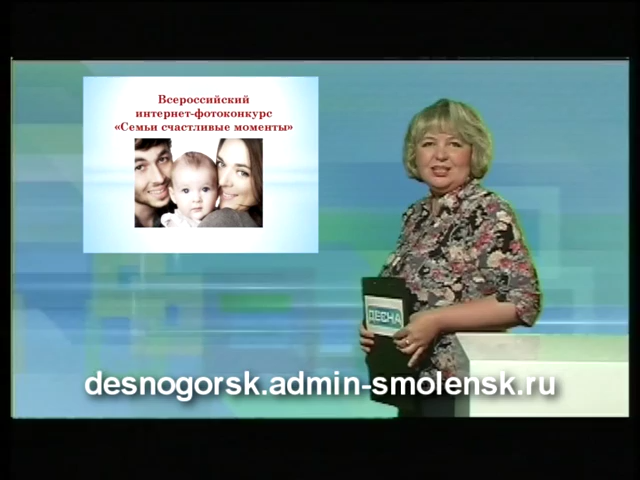 Всероссийский
интернет-фотоконкурс
«Семьи счастливые моменты»
ДЕСНА
desnogorsk.admin-smolensk.ru